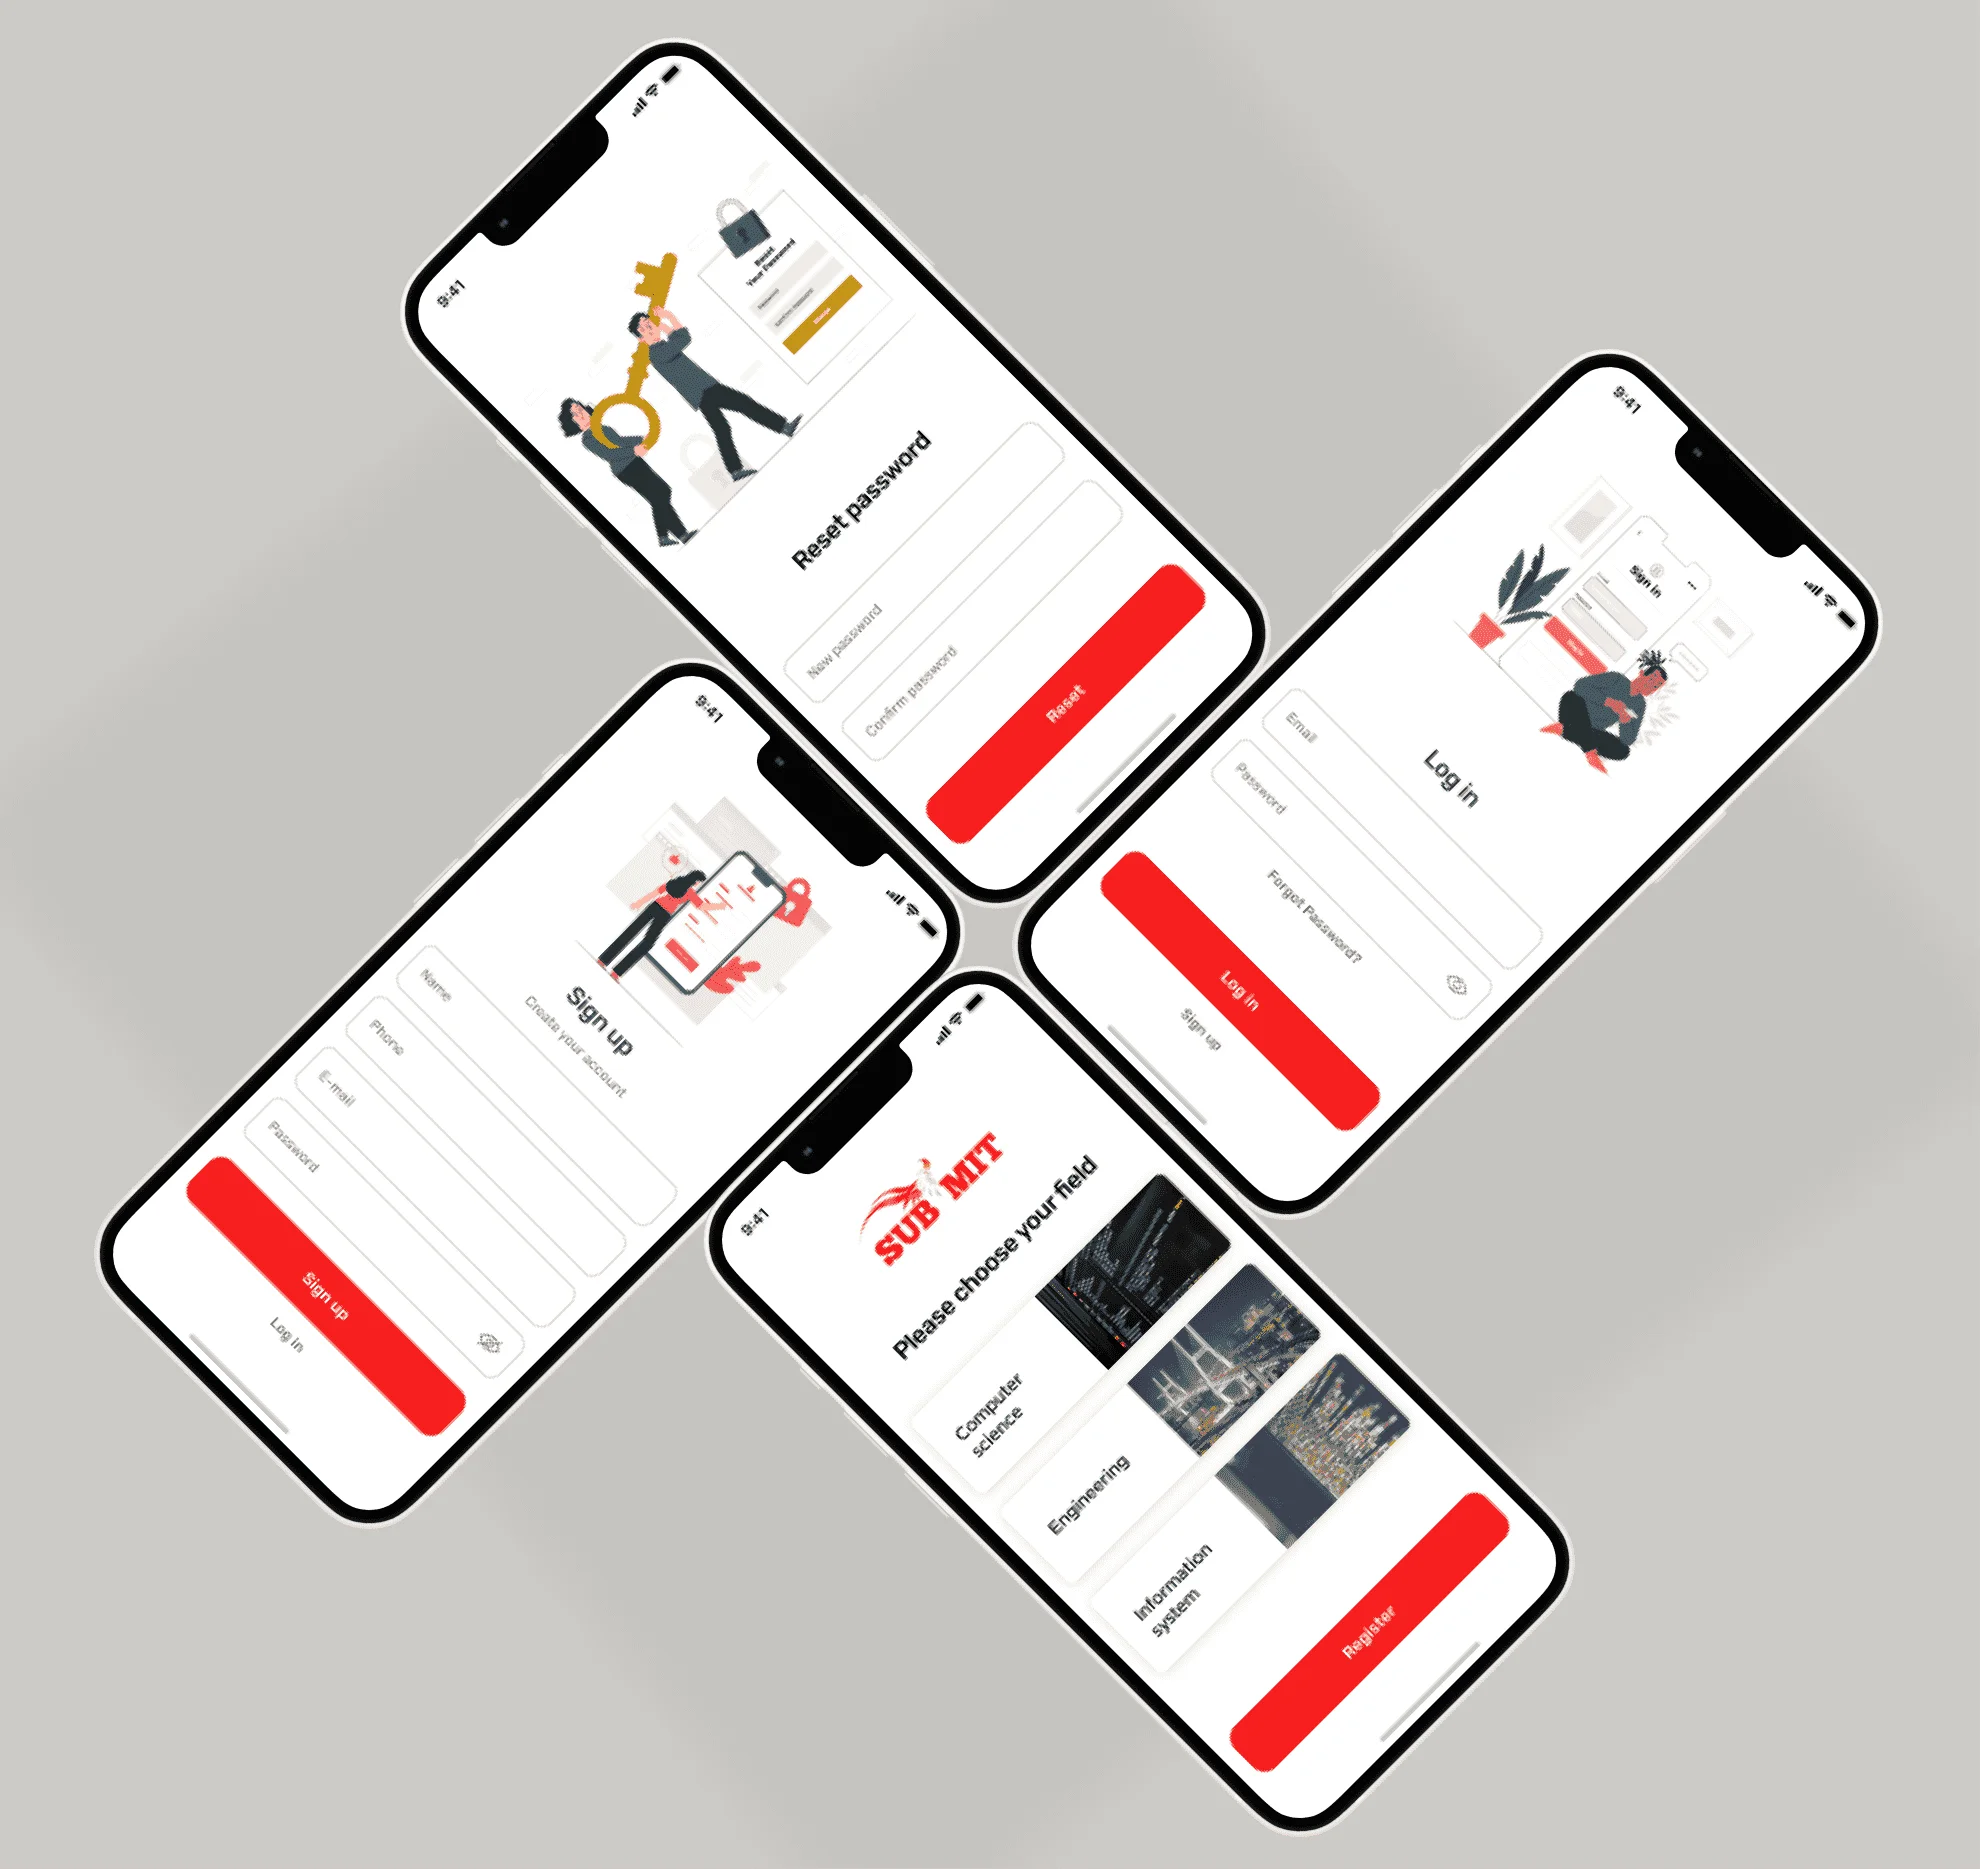 9:41
Reset
Your Password
Reset password
New password
Confirm password
Reset
9:41
Sign in
Log in
Email
Password
Forgot Password?
Log in
Sign up
9:41
Sign up
Create your account
Name
Phone
E-mail
Password
Sign up
Log in
9:41
SUB MIT
Please choose your field
Computer
science
Engineering
Information
system
Register